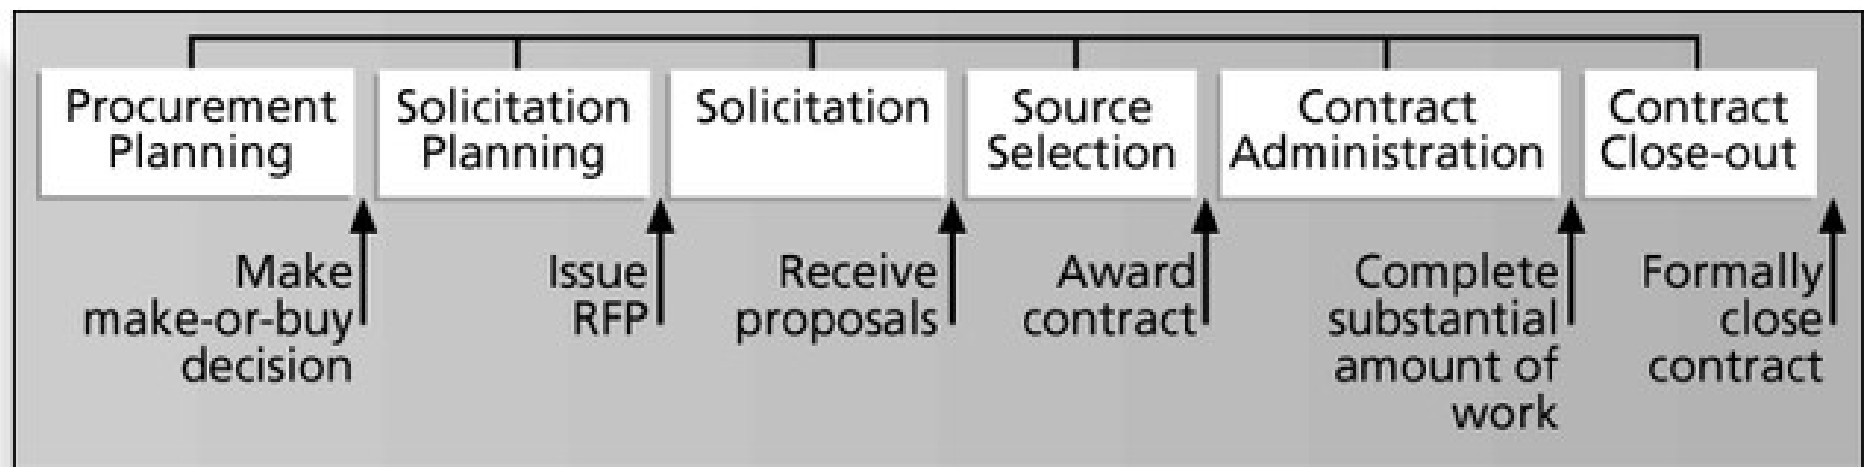 Procurement
Planning
Solicitation
Planning
Solicitation
Source
Selection
Contract
Administration
Contract
Close-out
Make
make-or-buy
decision
Issue
RFP
Receive
proposals
Award
contract
Complete
substantial
amount of
work
Formally
close
contract